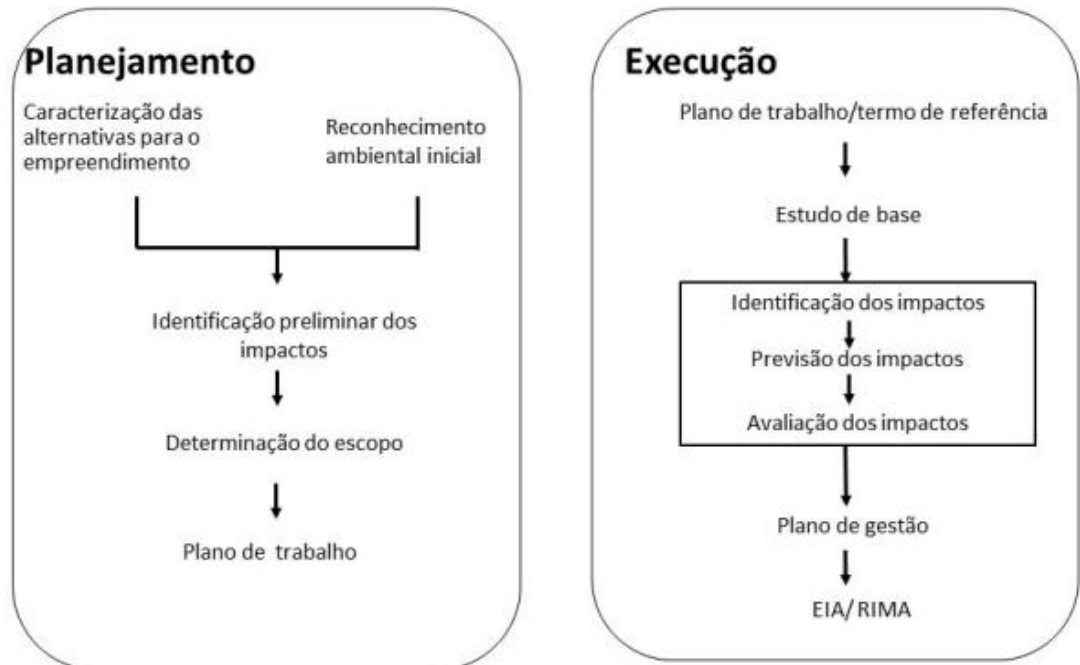 Planejamento
Caracterização das
alternativas para o
empreendimento
Reconhecimento
ambiental inicial
Identificação preliminar dos
impactos
Determinação do escopo
Plano de trabalho
Execução
Plano de trabalho/termo de referência
Estudo de base
Identificação dos impactos
Previsão dos impactos
Avaliação dos impactos
Plano de gestão
EIA/ RIMA